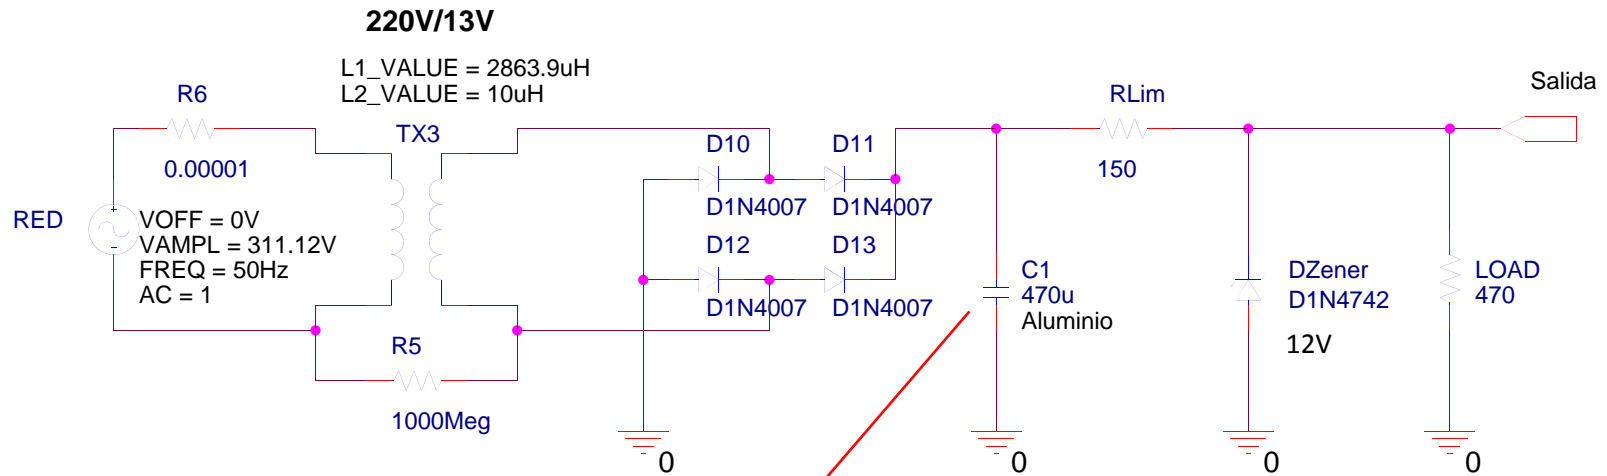 220V/13V
L1_VALUE = 2863.9uH
L2_VALUE = 10uH
R6
0.00001
TX3
RED
+
-
VOFF = 0V
VAMPL = 311.12V
FREQ = 50Hz
AC = 1
R5
1000Meg
D10
D1N4007
D11
D1N4007
D12
D1N4007
D13
D1N4007
0
C1
470u
Aluminio
0
RLim
150
DZener
D1N4742
12V
0
LOAD
470
0
Salida